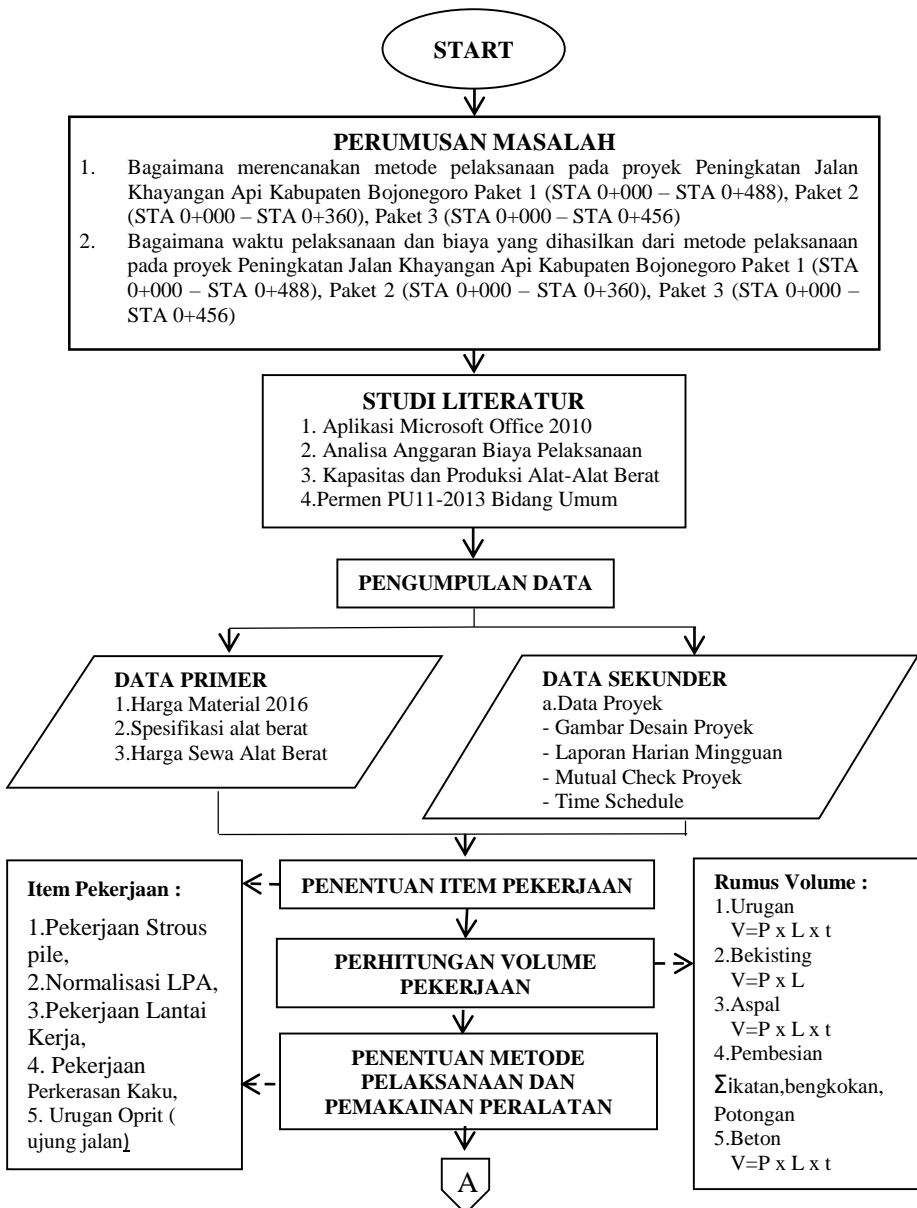 START
PERUMUSAN MASALAH
1. Bagaimana merencanakan metode pelaksanaan pada proyek Peningkatan Jalan
Khayangan Api Kabupaten Bojonegoro Paket 1 (STA 0+000 – STA 0+488), Paket 2
(STA 0+000 – STA 0+360), Paket 3 (STA 0+000 – STA 0+456)
2. Bagaimana waktu pelaksanaan dan biaya yang dihasilkan dari metode pelaksanaan
pada proyek Peningkatan Jalan Khayangan Api Kabupaten Bojonegoro Paket 1 (STA
0+000 – STA 0+488), Paket 2 (STA 0+000 – STA 0+360), Paket 3 (STA 0+000 –
STA 0+456)
STUDI LITERATUR
1. Aplikasi Microsoft Office 2010
2. Analisa Anggaran Biaya Pelaksanaan
3. Kapasitas dan Produksi Alat-Alat Berat
4.Permen PU11-2013 Bidang Umum
PENGUMPULAN DATA
DATA PRIMER
1.Harga Material 2016
2.Spesifikasi alat berat
3.Harga Sewa Alat Berat
DATA SEKUNDER
a.Data Proyek
- Gambar Desain Proyek
- Laporan Harian Mingguan
- Mutual Check Proyek
- Time Schedule
Item Pekerjaan :
1.Pekerjaan Strous
pile,
2.Normalisasi LPA,
3.Pekerjaan Lantai
Kerja,
4. Pekerjaan
Perkerasan Kaku,
5. Urugan Oprit (
ujung jalan)
PENENTUAN ITEM PEKERJAAN
PERHITUNGAN VOLUME
PEKERJAAN
PENENTUAN METODE
PELAKSANAAN DAN
PEMAKAINAN PERALATAN
A
Rumus Volume :
1.Urugan
V=P x L x t
2.Bekisting
V=P x L
3.Aspal
V=P x L x t
4.Pembesian
Σikatan,bengkokan,
Potongan
5.Beton
V=P x L x t